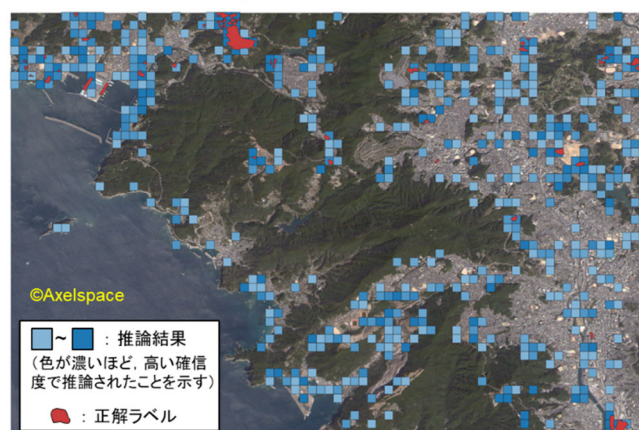 ©Axelspace
～ : 推論結果
(色が濃いほど, 高い確信
度で推論されたことを示す)
: 正解ラベル